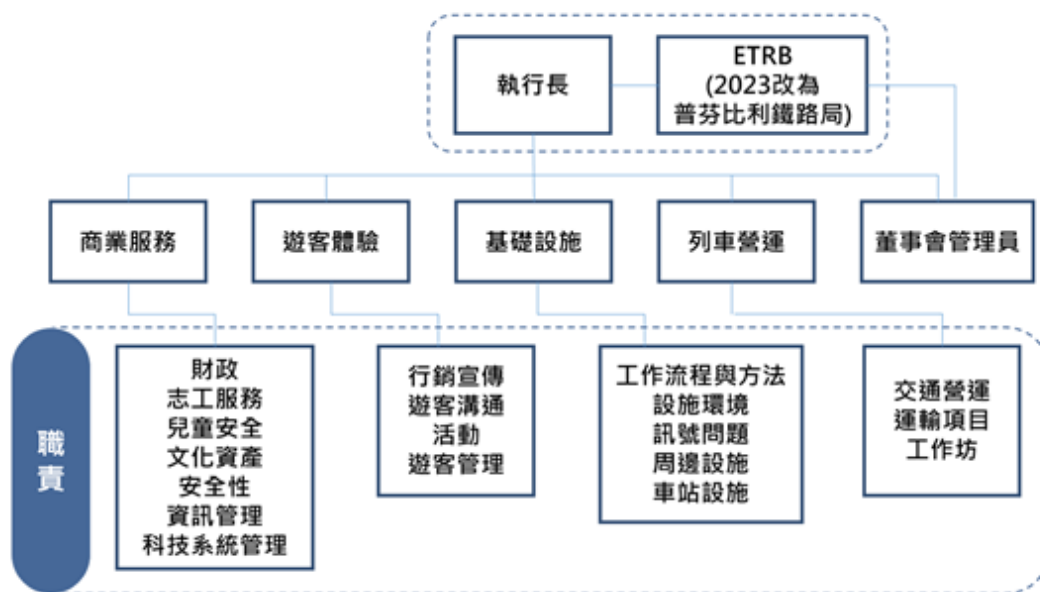 執行長
ETRB
(2023改為
普芬比利鐵路局)
商業服務
遊客體驗
基礎設施
列車營運
董事會管理員
職責
財政
志工服務
兒童安全
文化資產
安全性
資訊管理
科技系統管理
行銷宣傳
遊客溝通
活動
遊客管理
工作流程與方法
設施環境
訊號問題
周邊設施
車站設施
交通營運
運輸項目
工作坊